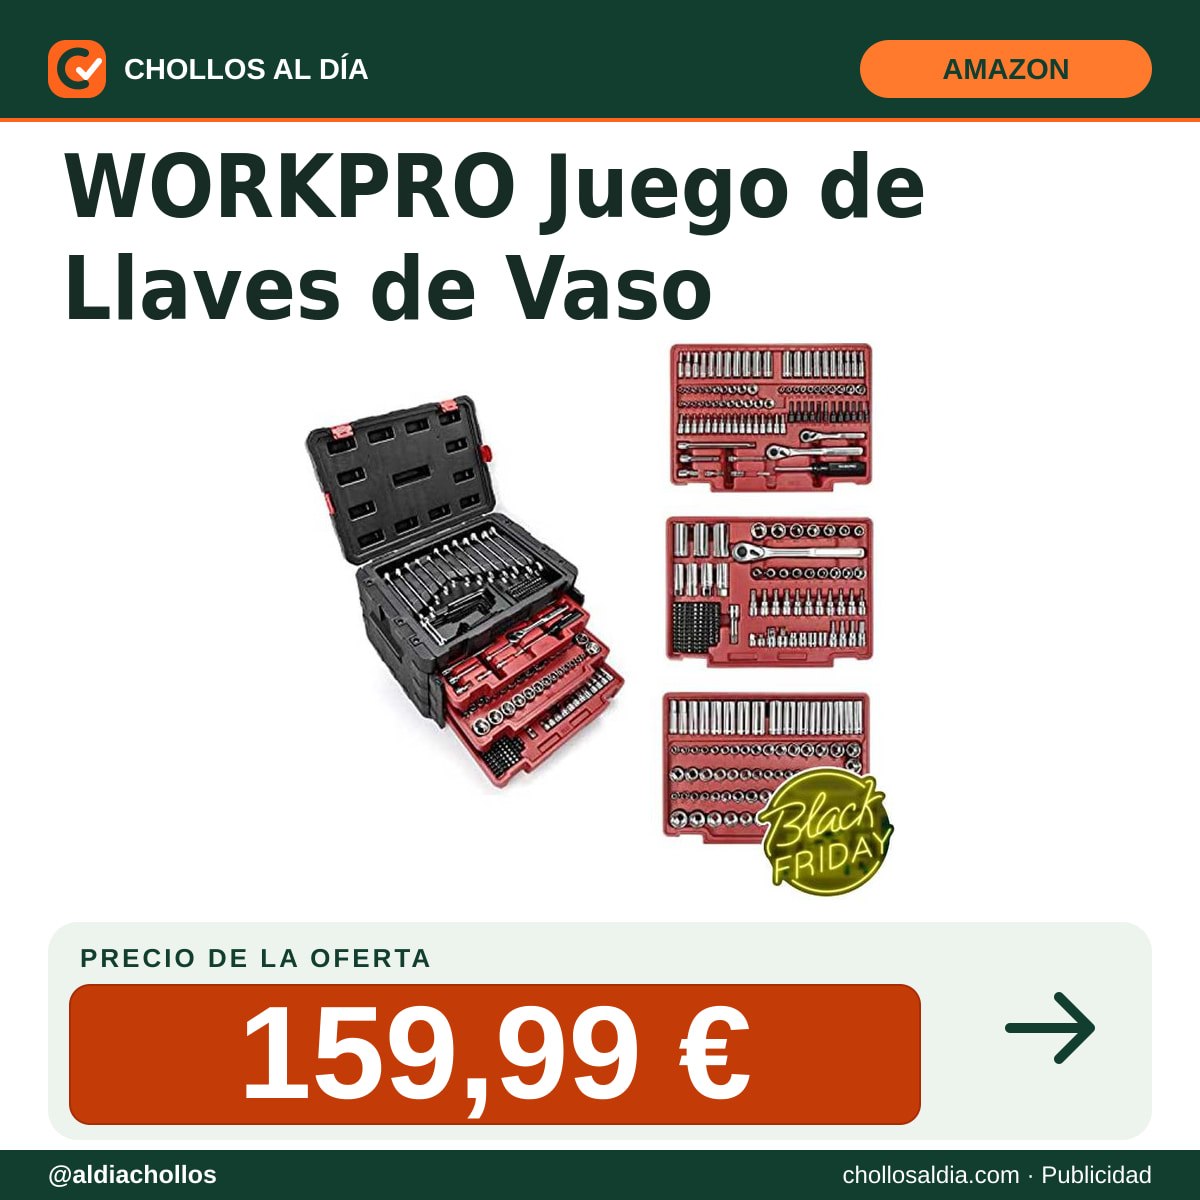 CHOLLOS AL DÍA
AMAZON
WORKPRO Juego de
Llaves de Vaso
Black
FRIDAY
PRECIO DE LA OFERTA
159,99 €
@aldiachollos
chollosaldia.com · Publicidad